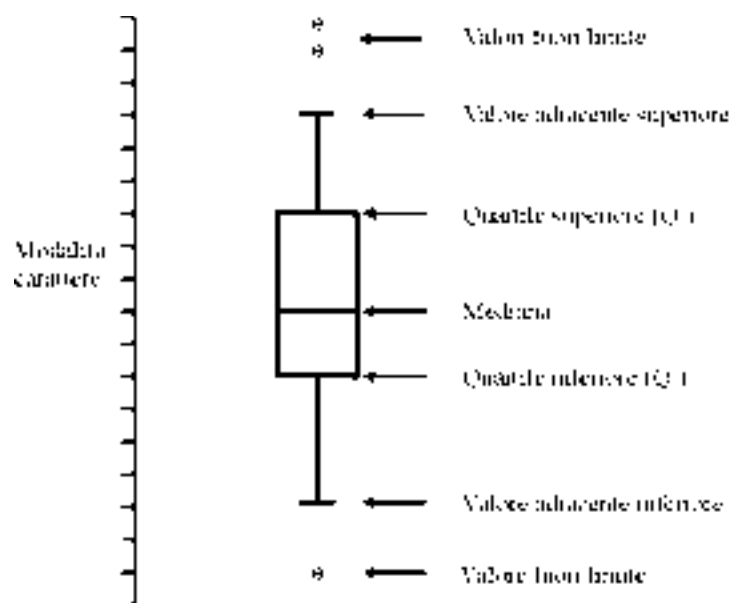 Valori fuori limite
Valore adiacente superiore
Quartile superiore (Q
Modalità
carattere
Mediana
Quartile inferiore (Q
Valore adiacente inferiore
Valore fuori limite